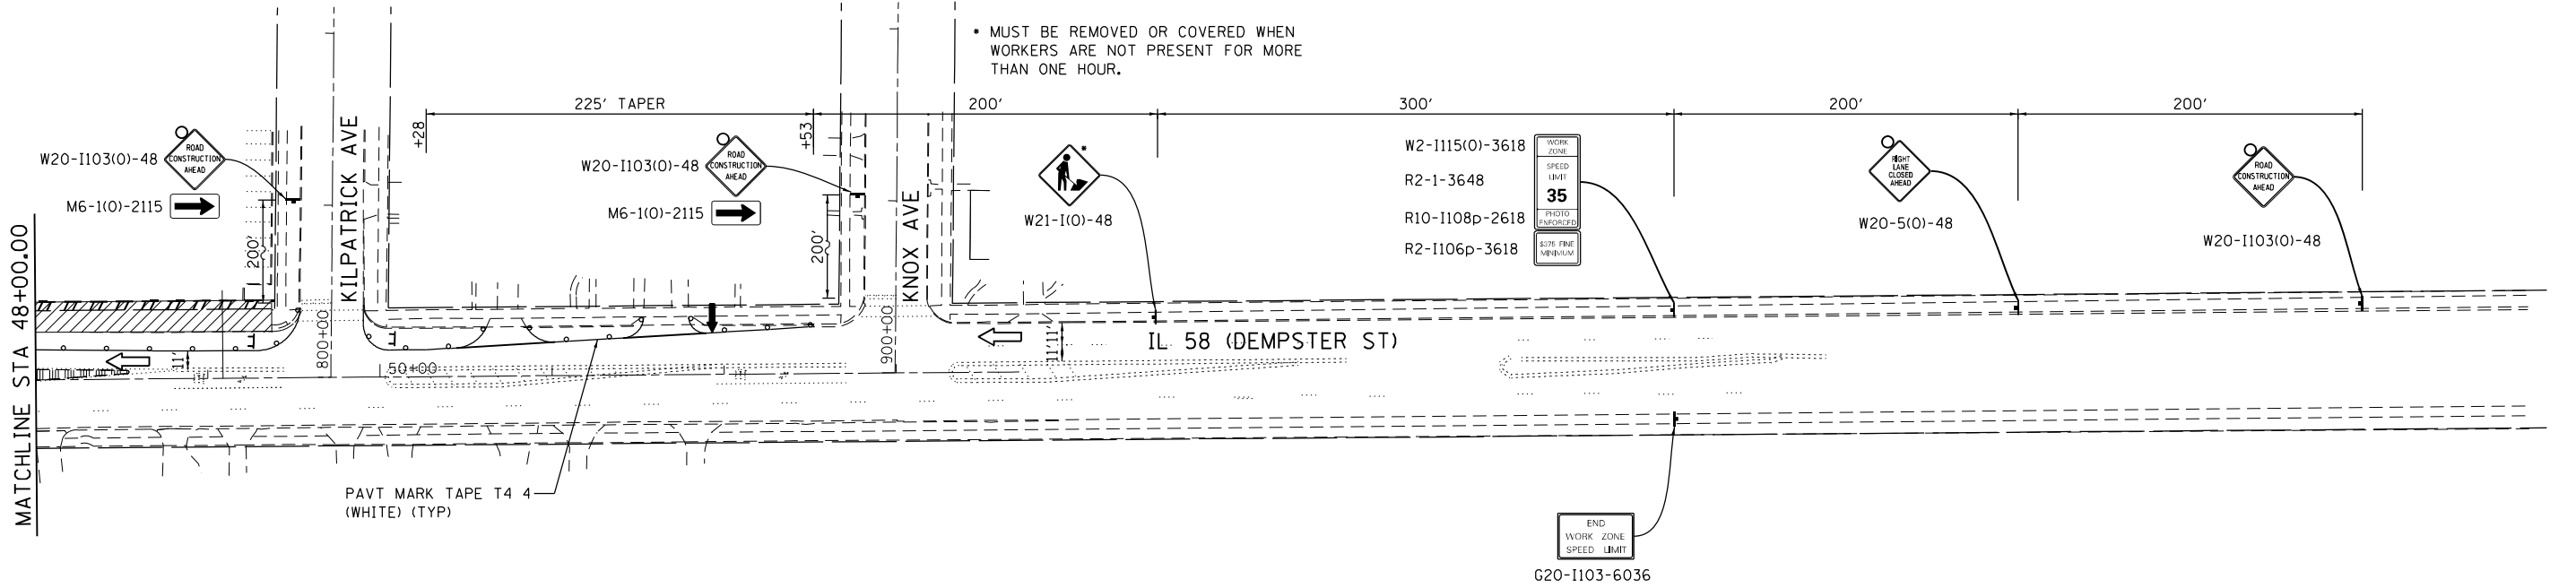 * MUST BE REMOVED OR COVERED WHEN
WORKERS ARE NOT PRESENT FOR MORE
THAN ONE HOUR.
225' TAPER
200'
300'
200'
200'
+28
+53
W20-I103(0)-48
ROAD
CONSTRUCTION
AHEAD
M6-1(0)-2115
200'
KILPATRICK AVE
W20-I103(0)-48
ROAD
CONSTRUCTION
AHEAD
M6-1(0)-2115
200'
KNOX AVE
*
W21-I(0)-48
W2-I115(0)-3618
R2-1-3648
R10-I108p-2618
R2-I106p-3618
WORK
ZONE
SPEED
LIMIT
35
PHOTO
ENFORCED
$375 FINE
MINIMUM
RIGHT
LANE
CLOSED
AHEAD
W20-5(0)-48
ROAD
CONSTRUCTION
AHEAD
W20-I103(0)-48
MATCHLINE STA 48+00.00
11'
800+00
50+00
900+00
11'
11'
IL 58 (DEMPSTER ST)
PAVT MARK TAPE T4 4
(WHITE) (TYP)
END
WORK ZONE
SPEED LIMIT
G20-I103-6036